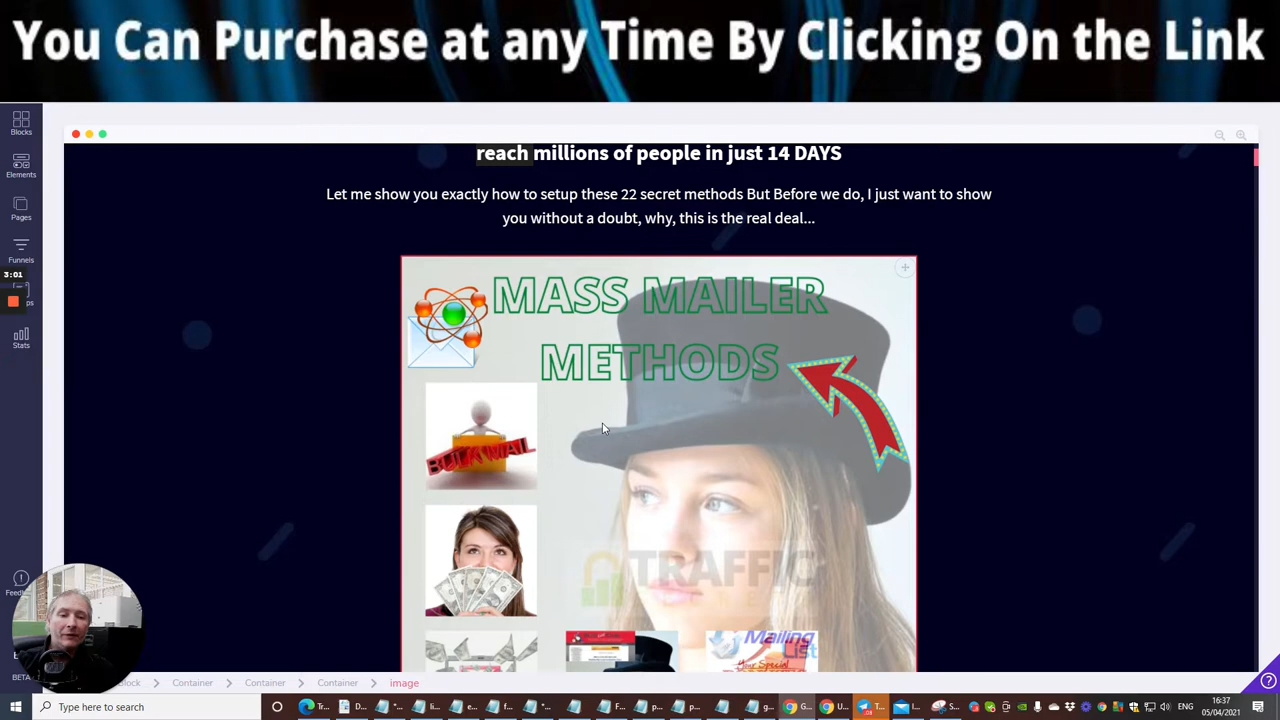 You Can Purchase at any Time By Clicking On the Link
Blocks
Elements
Pages
Funnels
3:01
Stats
reach millions of people in just 14 DAYS
Let me show you exactly how to setup these 22 secret methods But Before we do, I just want to show
you without a doubt, why, this is the real deal...
MASS MAILER
METHODS
BULK MAIL
TRAFFIC
Mailing
List
Your Special
BETA
Container
Container
Container
image
Type here to search
ENG
16:37
05/04/2021